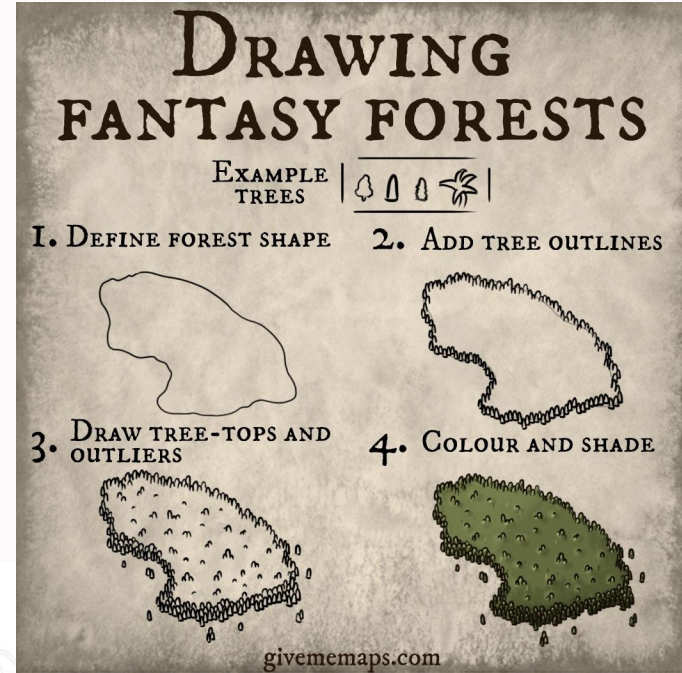 DRAWING
FANTASY FORESTS
EXAMPLE
TREES
1. DEFINE FOREST SHAPE
2. ADD TREE OUTLINES
3. DRAW TREE-TOPS AND
OUTLIERS
4. COLOUR AND SHADE
givememaps.com